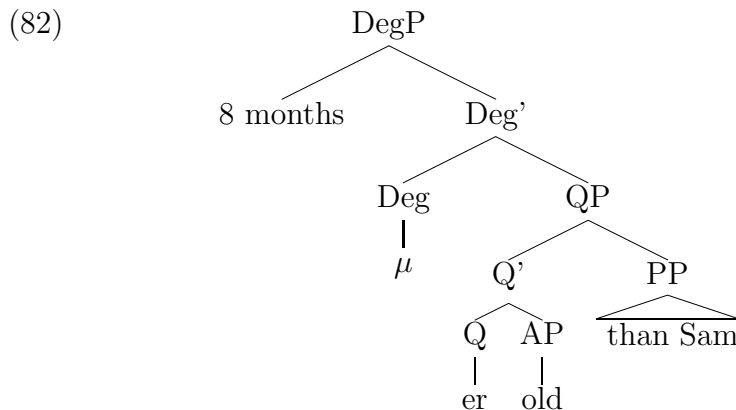 (82) DegP
8 months Deg'
Deg QP
μ Q' PP
Q AP than Sam
er old